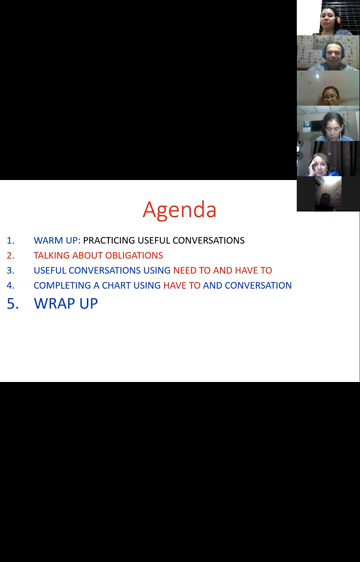 Agenda
1. WARM UP: PRACTICING USEFUL CONVERSATIONS
2. TALKING ABOUT OBLIGATIONS
3. USEFUL CONVERSATIONS USING NEED TO AND HAVE TO
4. COMPLETING A CHART USING HAVE TO AND CONVERSATION
5. WRAP UP